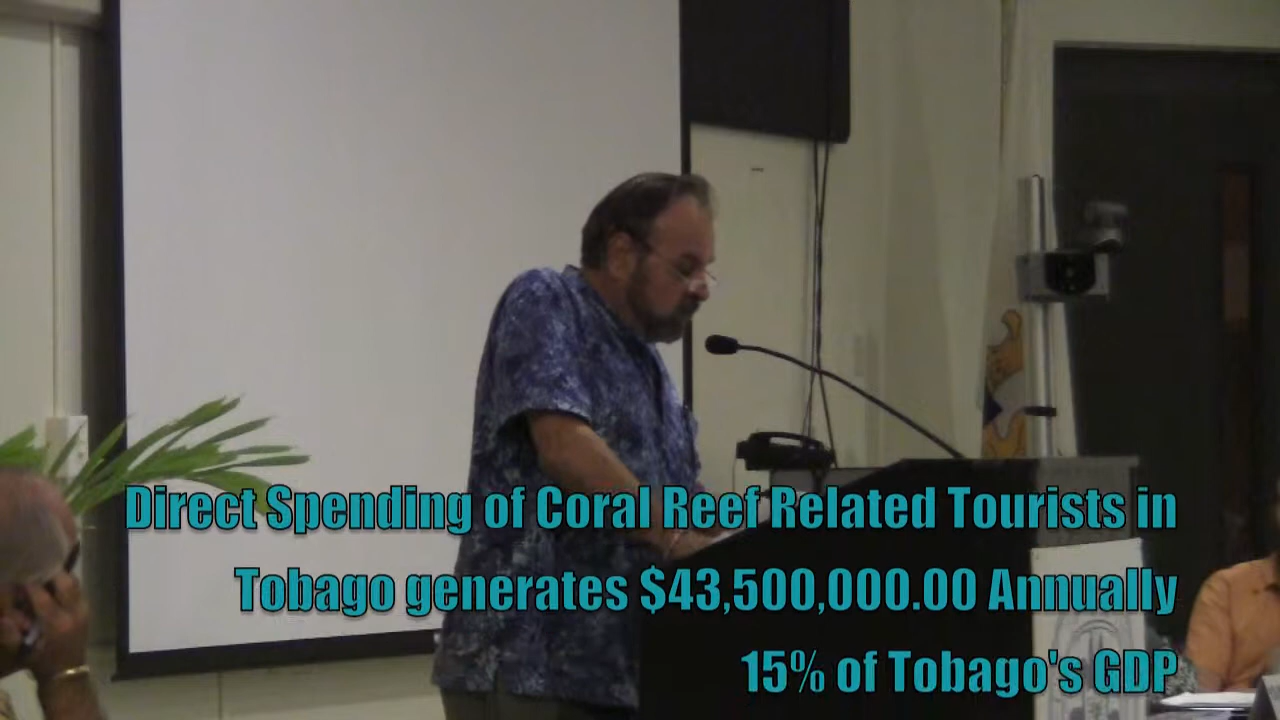 Direct Spending of Coral Reef Related Tourists in
Tobago generates $43,500,000.00 Annually
15% of Tobago's GDP